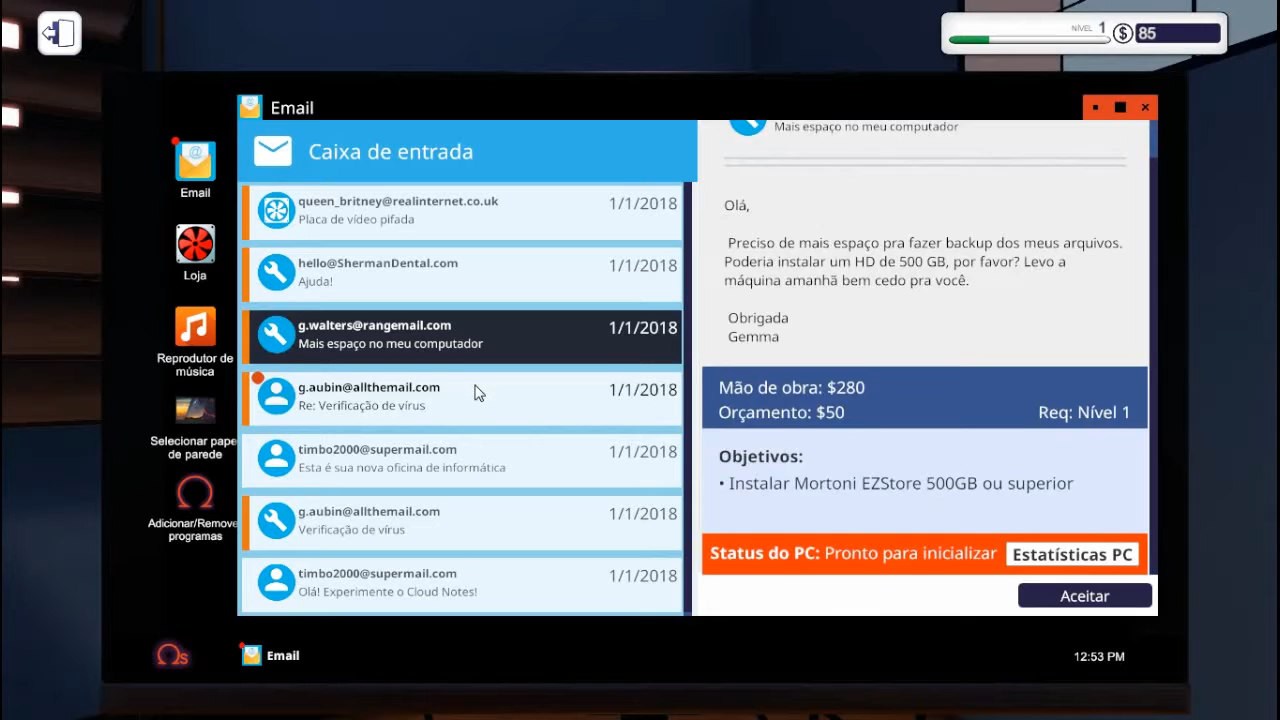 NÍVEL 1 $ 85
Email
Email
Loja
Reprodutor de
música
Selecionar pape
de parede
Adicionar/Remove
programas
Caixa de entrada
queen_britney@realinternet.co.uk 1/1/2018
Placa de vídeo pifada
hello@ShermanDental.com 1/1/2018
Ajuda!
g.walters@rangemail.com 1/1/2018
Mais espaço no meu computador
g.aubin@allthemail.com 1/1/2018
Re: Verificação de vírus
timbo2000@supermail.com 1/1/2018
Esta é sua nova oficina de informática
g.aubin@allthemail.com 1/1/2018
Verificação de vírus
timbo2000@supermail.com 1/1/2018
Olá! Experimente o Cloud Notes!
Mais espaço no meu computador
Olá,
Preciso de mais espaço pra fazer backup dos meus arquivos.
Poderia instalar um HD de 500 GB, por favor? Levo a
máquina amanhã bem cedo pra você.
Obrigada
Gemma
Mão de obra: $280
Orçamento: $50 Req: Nível 1
Objetivos:
• Instalar Mortoni EZStore 500GB ou superior
Status do PC: Pronto para inicializar Estatísticas PC
Aceitar
Ωs Email 12:53 PM